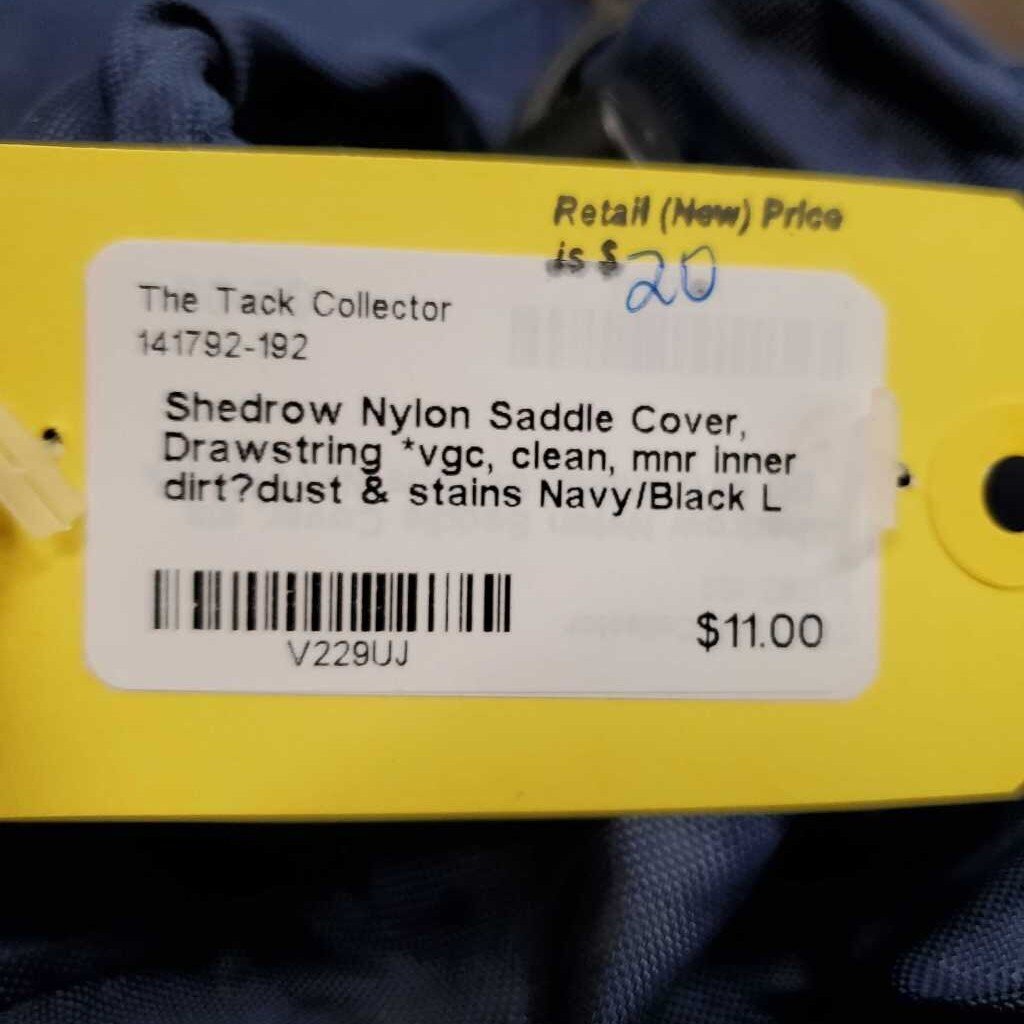 Retail (New) Price
is $ 20
The Tack Collector
141792-192
Shedrow Nylon Saddle Cover,
Drawstring *vgc, clean, mnr inner
dirt?dust & stains Navy/Black L
V229UJ
$11.00